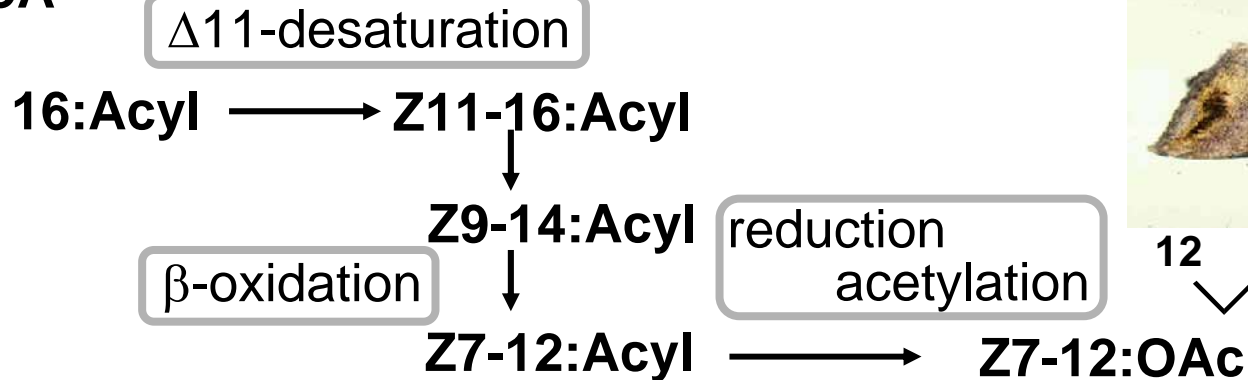 Δ11-desaturation
16:Acyl
Z11-16:Acyl
Z9-14:Acyl
reduction
acetylation
β-oxidation
12
Z7-12:Acyl
Z7-12:OAc